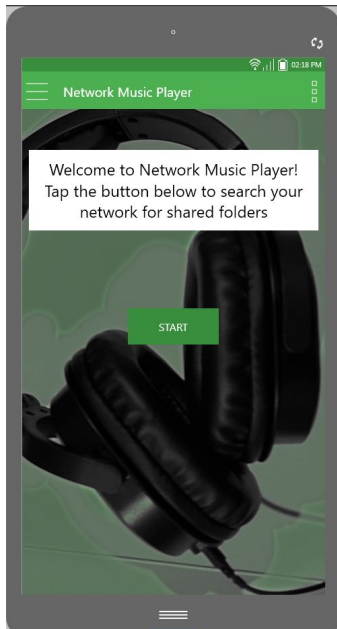 02:18 PM
Network Music Player
Welcome to Network Music Player!
Tap the button below to search your
network for shared folders
START